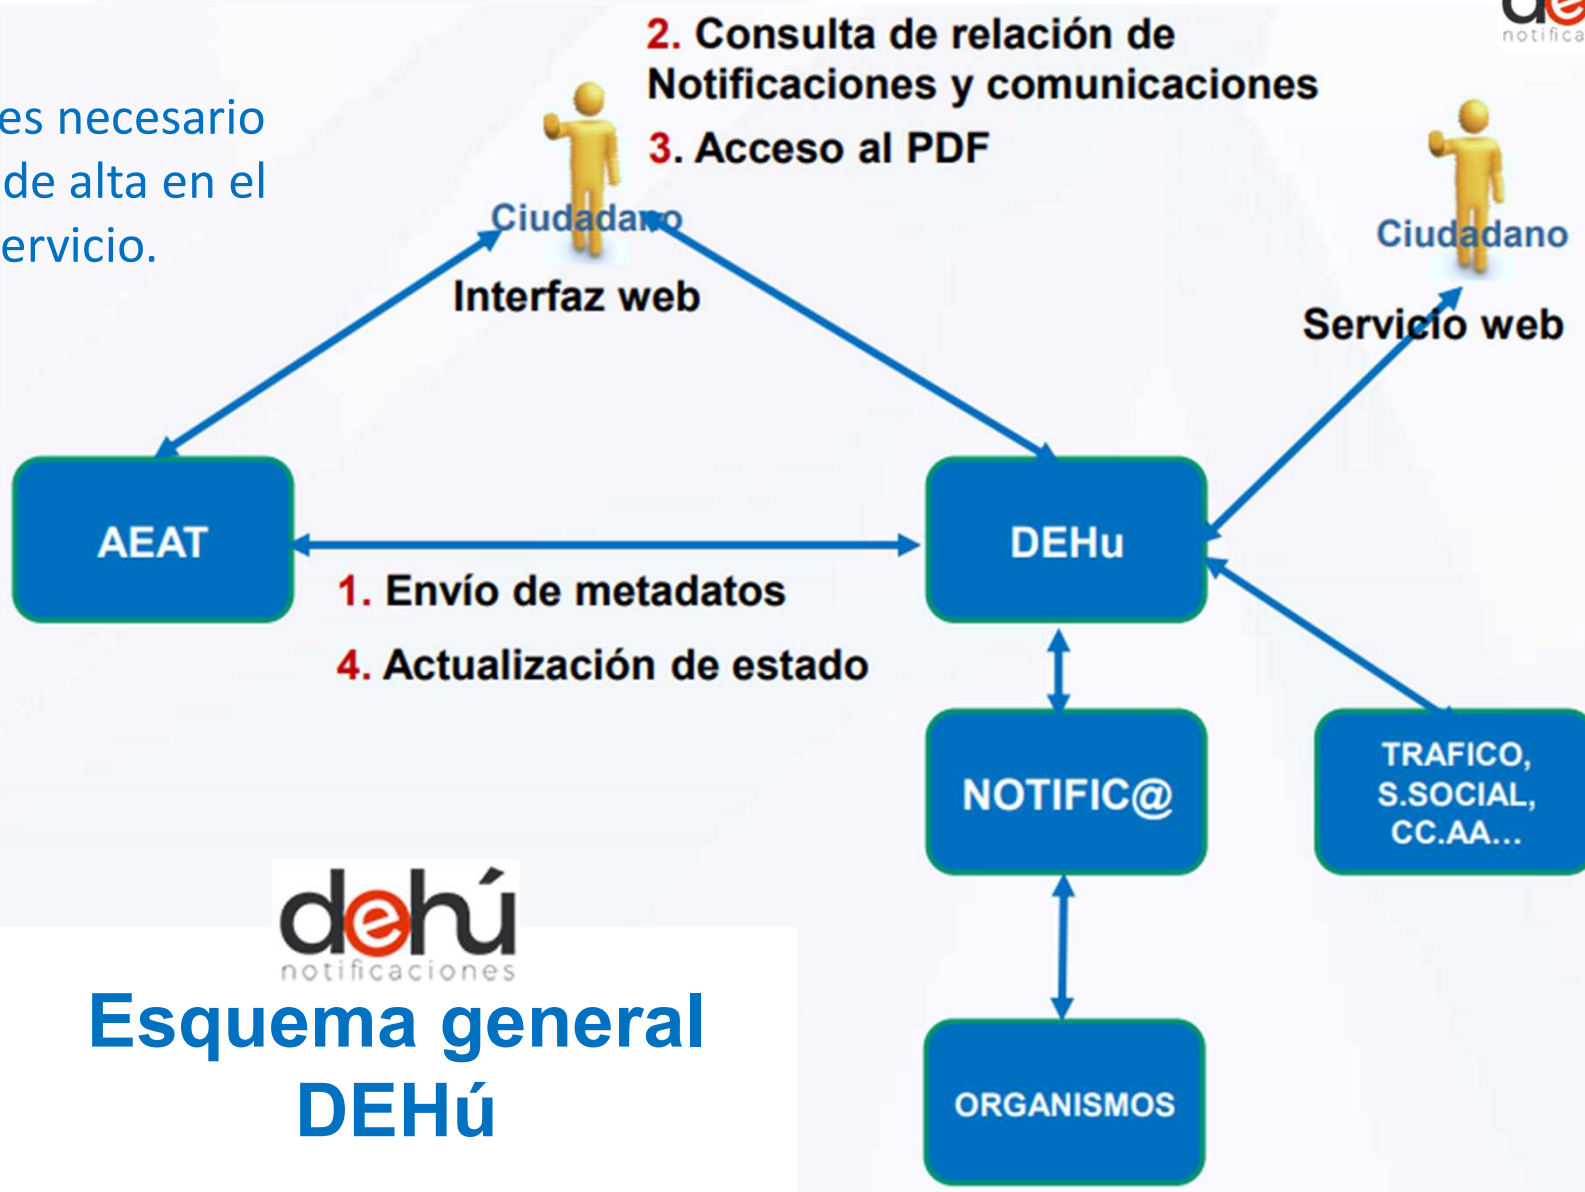 2. Consulta de relación de
Notificaciones y comunicaciones
3. Acceso al PDF
es necesario
de alta en el
ervicio.
Ciudadano
Interfaz web
Ciudadano
Servicio web
AEAT
DEHu
1. Envío de metadatos
4. Actualización de estado
NOTIFIC@
TRAFICO,
S.SOCIAL,
CC.AA...
ORGANISMOS
dehú
notificaciones
Esquema general
DEHú